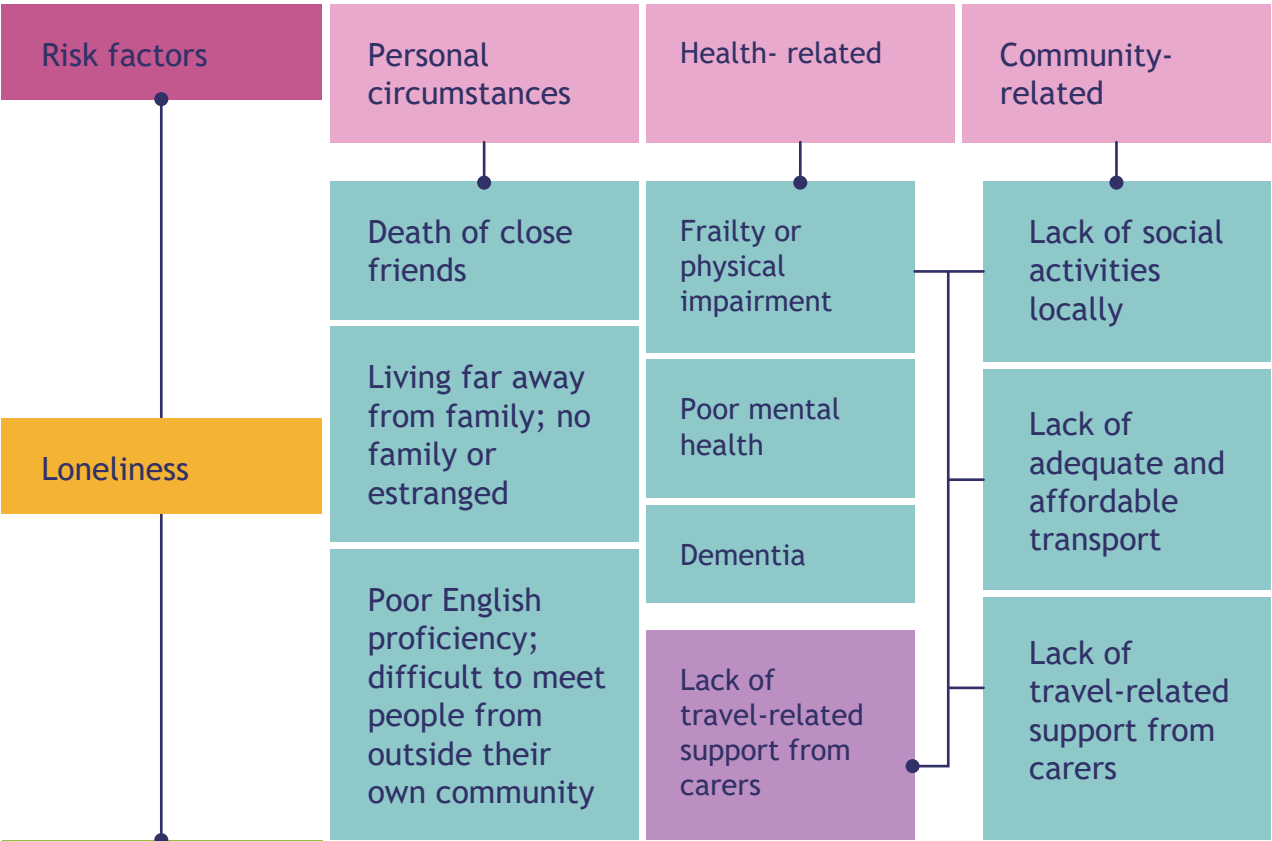 Risk factors
Loneliness
Personal
circumstances
Death of close
friends
Living far away
from family; no
family or
estranged
Poor English
proficiency;
difficult to meet
people from
outside their
own community
Health- related
Frailty or
physical
impairment
Poor mental
health
Dementia
Lack of
travel-related
support from
carers
Community-
related
Lack of social
activities
locally
Lack of
adequate and
affordable
transport
Lack of
travel-related
support from
carers